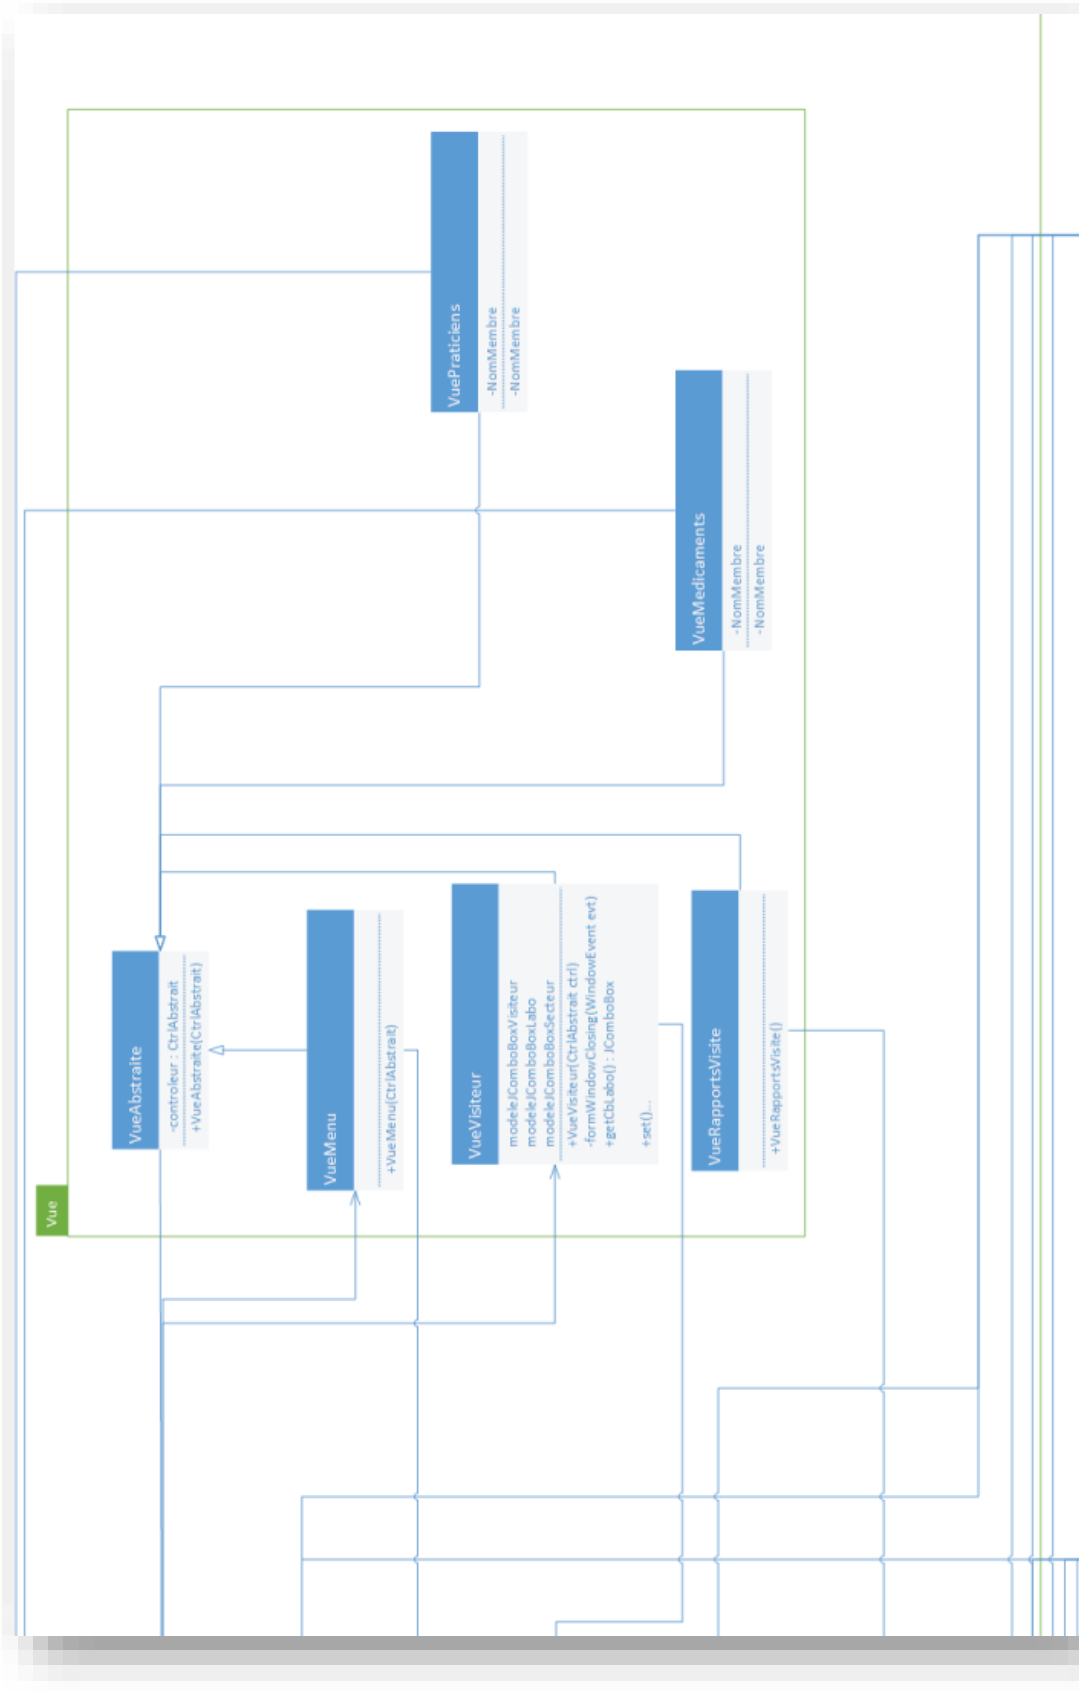 Vue
VueAbstraite
-controleur : CtrlAbstrait
+VueAbstraite(CtrlAbstrait)
VueMenu
+VueMenu(CtrlAbstrait)
VueVisiteur
modeleJComboBoxVisiteur
modeleJComboBoxLabo
modeleJComboBoxSecteur
+VueVisiteur(CtrlAbstrait ctrl)
-formWindowClosing(WindowEvent evt)
+getCbLabo() : JComboBox
+set()...
VueRapportsVisite
+VueRapportsVisite()
VuePraticiens
-NomMembre
-NomMembre
VueMedicaments
-NomMembre
-NomMembre